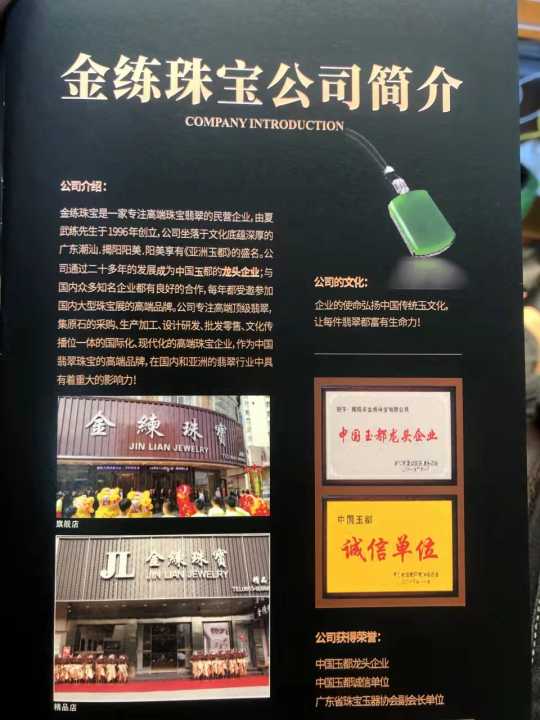 金练珠宝公司简介
COMPANY INTRODUCTION
公司介绍：
金练珠宝是一家专注高端珠宝翡翠的民营企业，由夏
武练先生于1996年创立，公司坐落于文化底蕴深厚的
广东潮汕.揭阳阳美.阳美享有《亚洲玉都》的盛名。公
司通过二十多年的发展成为中国玉都的龙头企业；与
国内众多知名企业都有良好的合作，每年都受邀参加
国内大型珠宝展的高端品牌。公司专注高端顶级翡翠，
集原石的采购、生产加工、设计研发、批发零售、文化传
播位一体的国际化、现代化的高端珠宝企业，作为中国
翡翠珠宝的高端品牌，在国内和亚洲的翡翠行业中具
有着重大的影响力！
金練珠寶
JIN LIAN JEWELRY
旗舰店
JL 金練珠寶
JIN LIAN JEWELRY
精品店
公司的文化：
企业的使命弘扬中国传统玉文化，
让每件翡翠都富有生命力！
中国玉都龙头企业
中国玉都
诚信单位
公司获得荣誉：
中国玉都龙头企业
中国玉都诚信单位
广东省珠宝玉器协会副会长单位